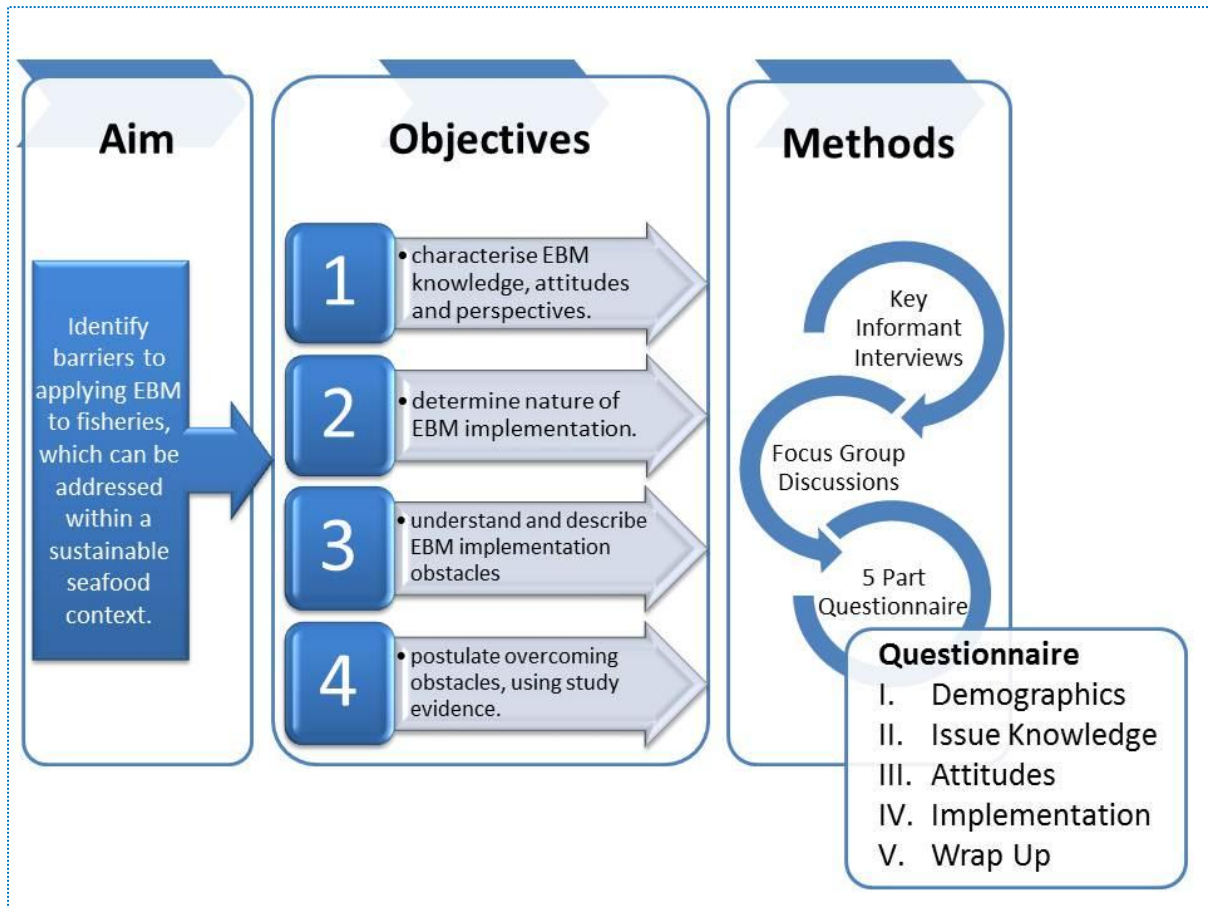 Aim
Identify
barriers to
applying EBM
to fisheries,
which can be
addressed
within a
sustainable
seafood
context.
Objectives
1
• characterise EBM
knowledge, attitudes
and perspectives.
2
• determine nature of
EBM implementation.
3
• understand and describe
EBM implementation
obstacles
4
• postulate overcoming
obstacles, using study
evidence.
Methods
Key
Informant
Interviews
Focus Group
Discussions
5 Part
Questionnaire
Questionnaire
I. Demographics
II. Issue Knowledge
III. Attitudes
IV. Implementation
V. Wrap Up